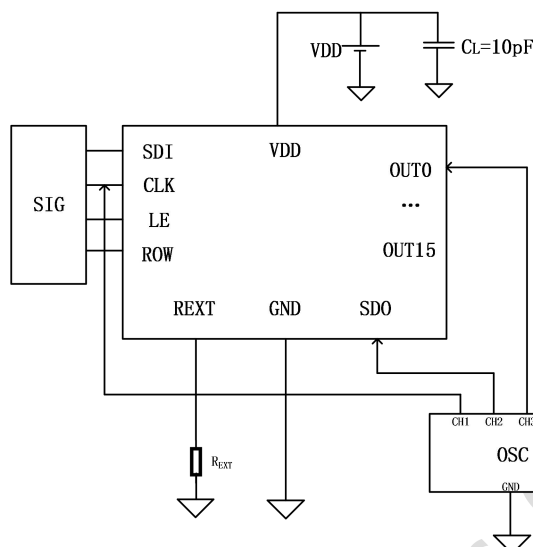 VDD
CL=10pF
SIG
SDI
CLK
LE
ROW
VDD
OUT0
...
OUT15
REXT
GND
SDO
REXT
CH1
CH2
CH3
OSC
GND